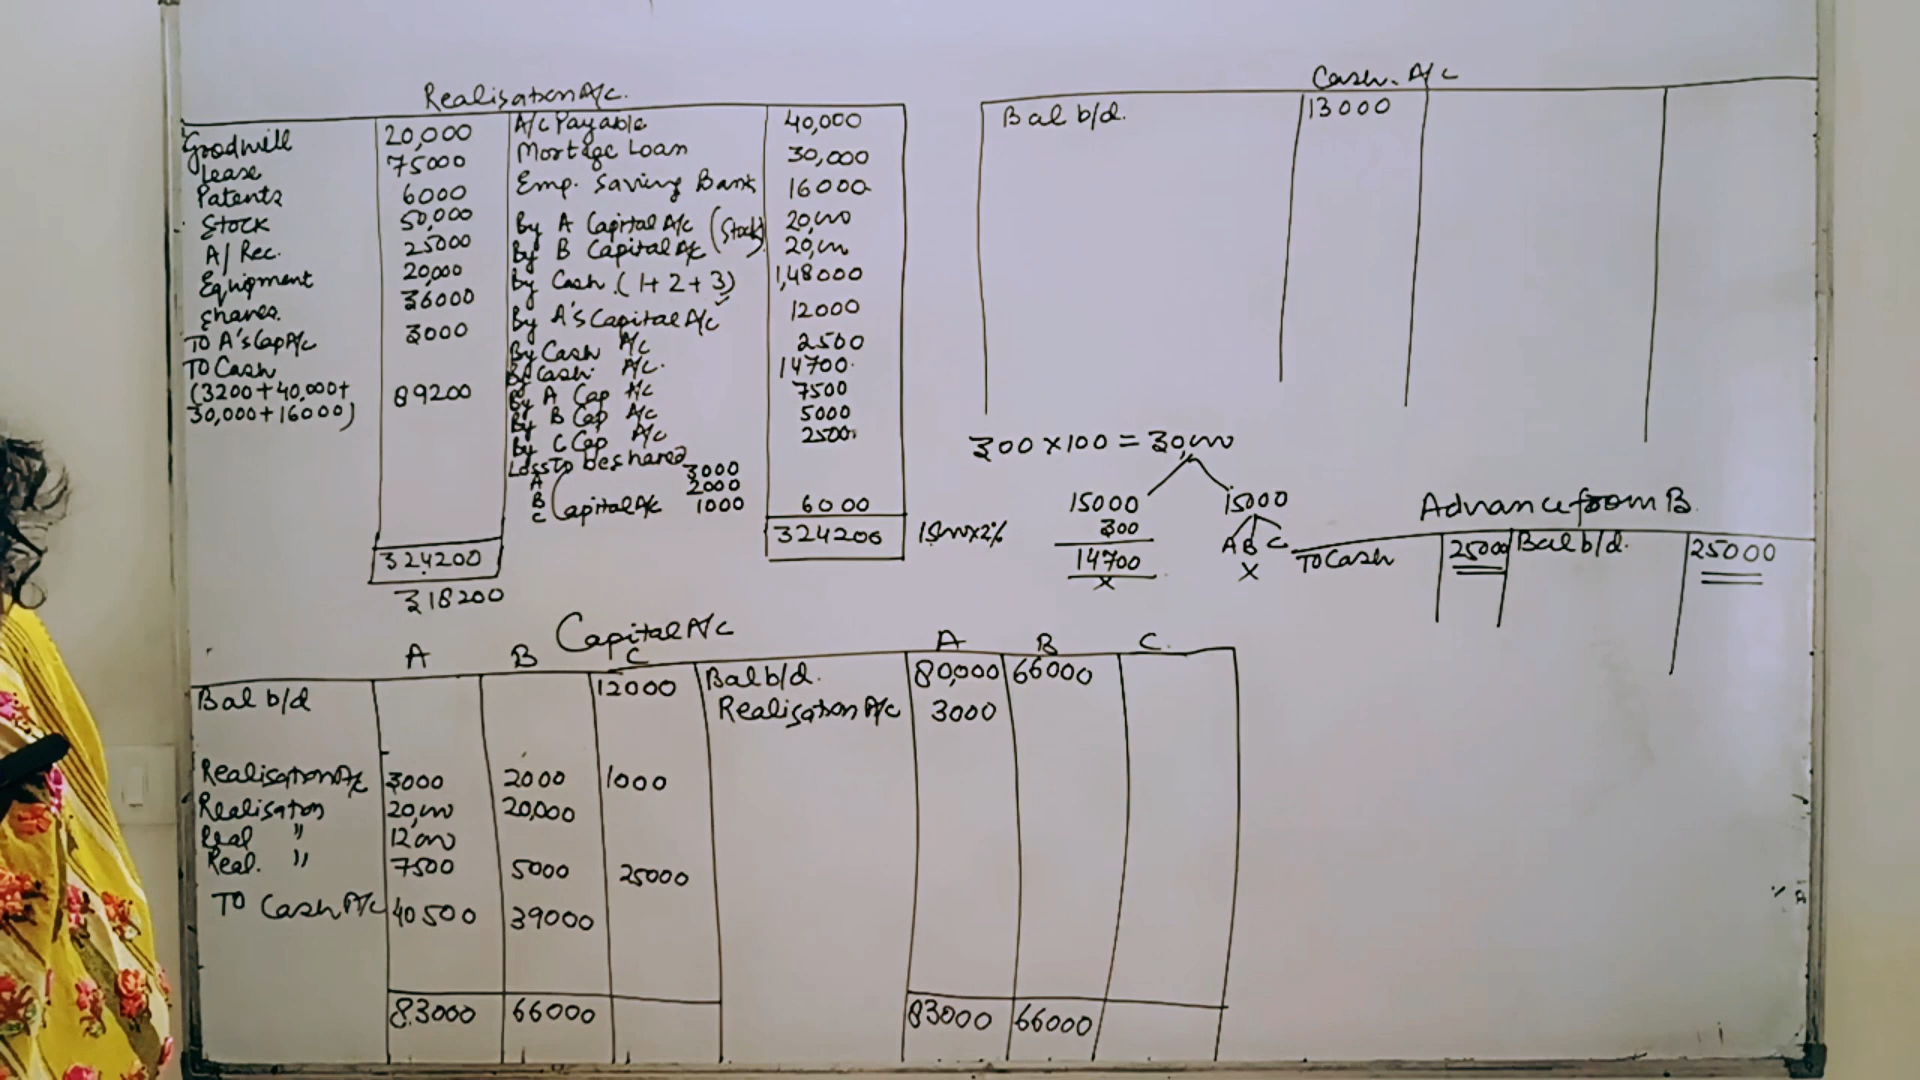 Realisation A/c.
Goodwill 20,000 A/c Payable 40,000
Lease 75000 Mortage Loan 30,000
Patents 6000 Emp. Saving Bank 16000
Stock 50,000 By A Capital A/c (Stock) 20,000
A/Rec. 25000 By B Capital A/c 20,000
Equipment 20,000 By Cash (1+2+3) 1,48000
Shares. 36000 By A's Capital A/c 12000
To A's Cap A/c 3000 By Cash A/c 2500
To Cash By Cash A/c. 14700
(3200+40,000+ 89200 By A Cap A/c 7500
30,000+16000) By B Cap A/c 5000
By C Cap A/c 2500
Loss to be shared
A 3000
B 2000
C Capital A/c 1000 6000
324200 324200
318200
Cash. A/c
Bal b/d. 13000
300 x 100 = 30,000
15000 15000
15000x2% 300 A B C
14700 X
X
Advance from B.
To Cash 25000 Bal b/d. 25000
Capital A/c
A B C A B C.
Bal b/d 12000 Bal b/d. 80,000 66000
Realisation A/c 3000
Realisation A/c 3000 2000 1000
Realisation 20,000 20,000
Real " 12000
Real. " 7500 5000 25000
To Cash A/c 40500 39000
83000 66000 83000 66000